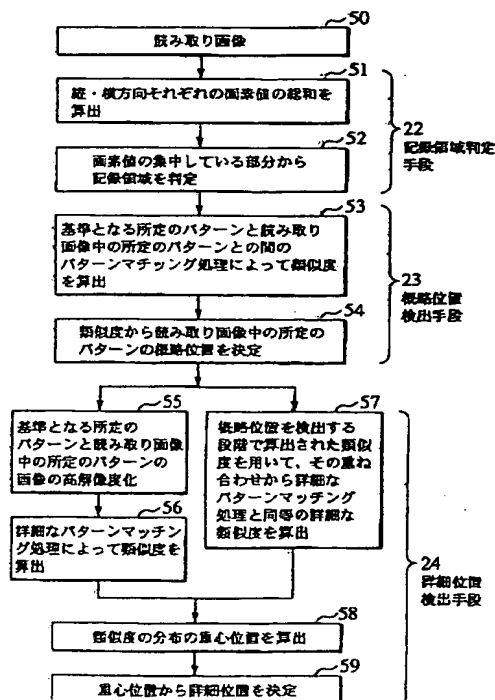 50
読み取り画像
51
縦・横方向それぞれの画素値の総和を
算出
52
画素値の集中している部分から
記録領域を判定
22
記録領域判定
手段
53
基準となる所定のパターンと読み取り
画像中の所定のパターンとの間の
パターンマチッング処理によって類似度
を算出
54
類似度から読み取り画像中の所定の
パターンの概略位置を決定
23
概略位置
検出手段
55
基準となる所定の
パターンと読み取り画像
中の所定のパターンの
画像の高解像度化
56
詳細なパターンマッチン
グ処理によって類似度を
算出
57
概略位置を検出する
段階で算出された類似
度を用いて、その重ね
合わせから詳細な
パターンマッチング
処理と同等の詳細な
類似度を算出
58
類似度の分布の重心位置を算出
59
重心位置から詳細位置を決定
24
詳細位置
検出手段